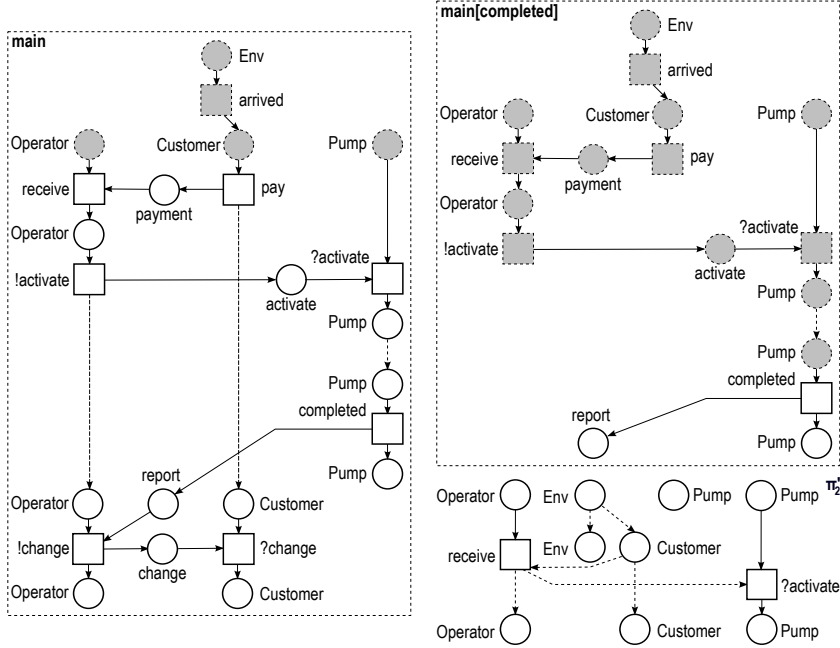 main
Env
arrived
Operator
Customer
Pump
receive
payment
pay
Operator
!activate
?activate
activate
Pump
Pump
completed
report
Pump
Operator
Customer
!change
?change
change
Operator
Customer
main[completed]
Env
arrived
Operator
Customer
Pump
receive
payment
pay
Operator
?activate
!activate
activate
Pump
Pump
completed
report
Pump
π₂'
Operator
Env
Pump
Pump
receive
Env
Customer
?activate
Operator
Customer
Pump